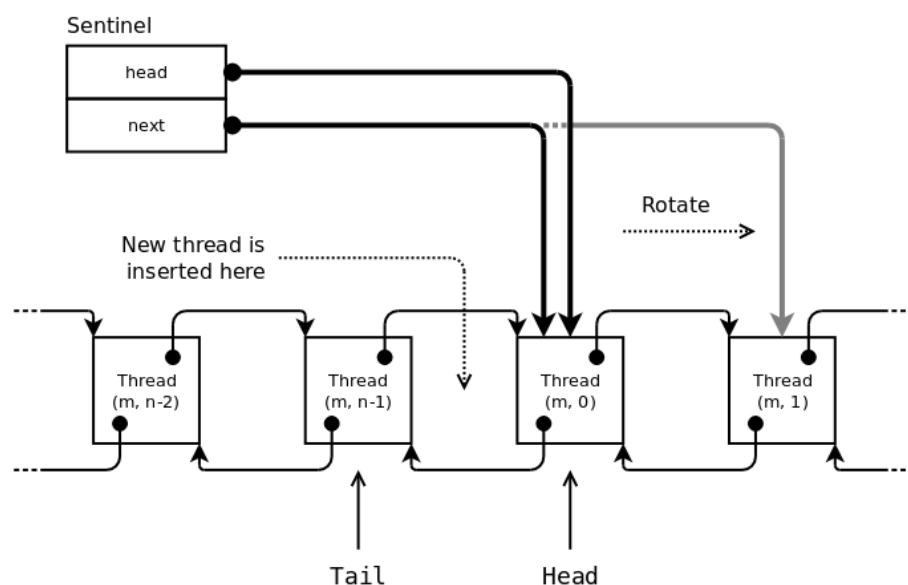 Sentinel
head
next
Rotate
New thread is
inserted here
Thread
(m, n-2)
Thread
(m, n-1)
Thread
(m, 0)
Thread
(m, 1)
Tail
Head